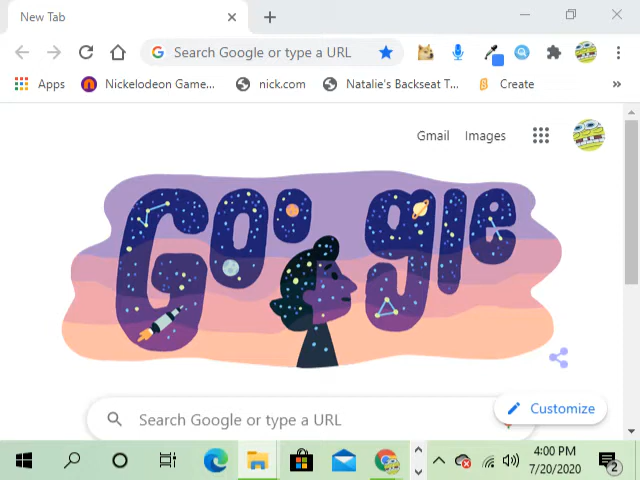 New Tab
Search Google or type a URL
Apps
Nickelodeon Game...
nick.com
Natalie's Backseat T...
Create
»
Gmail
Images
Google
Search Google or type a URL
Customize
4:00 PM
7/20/2020
2